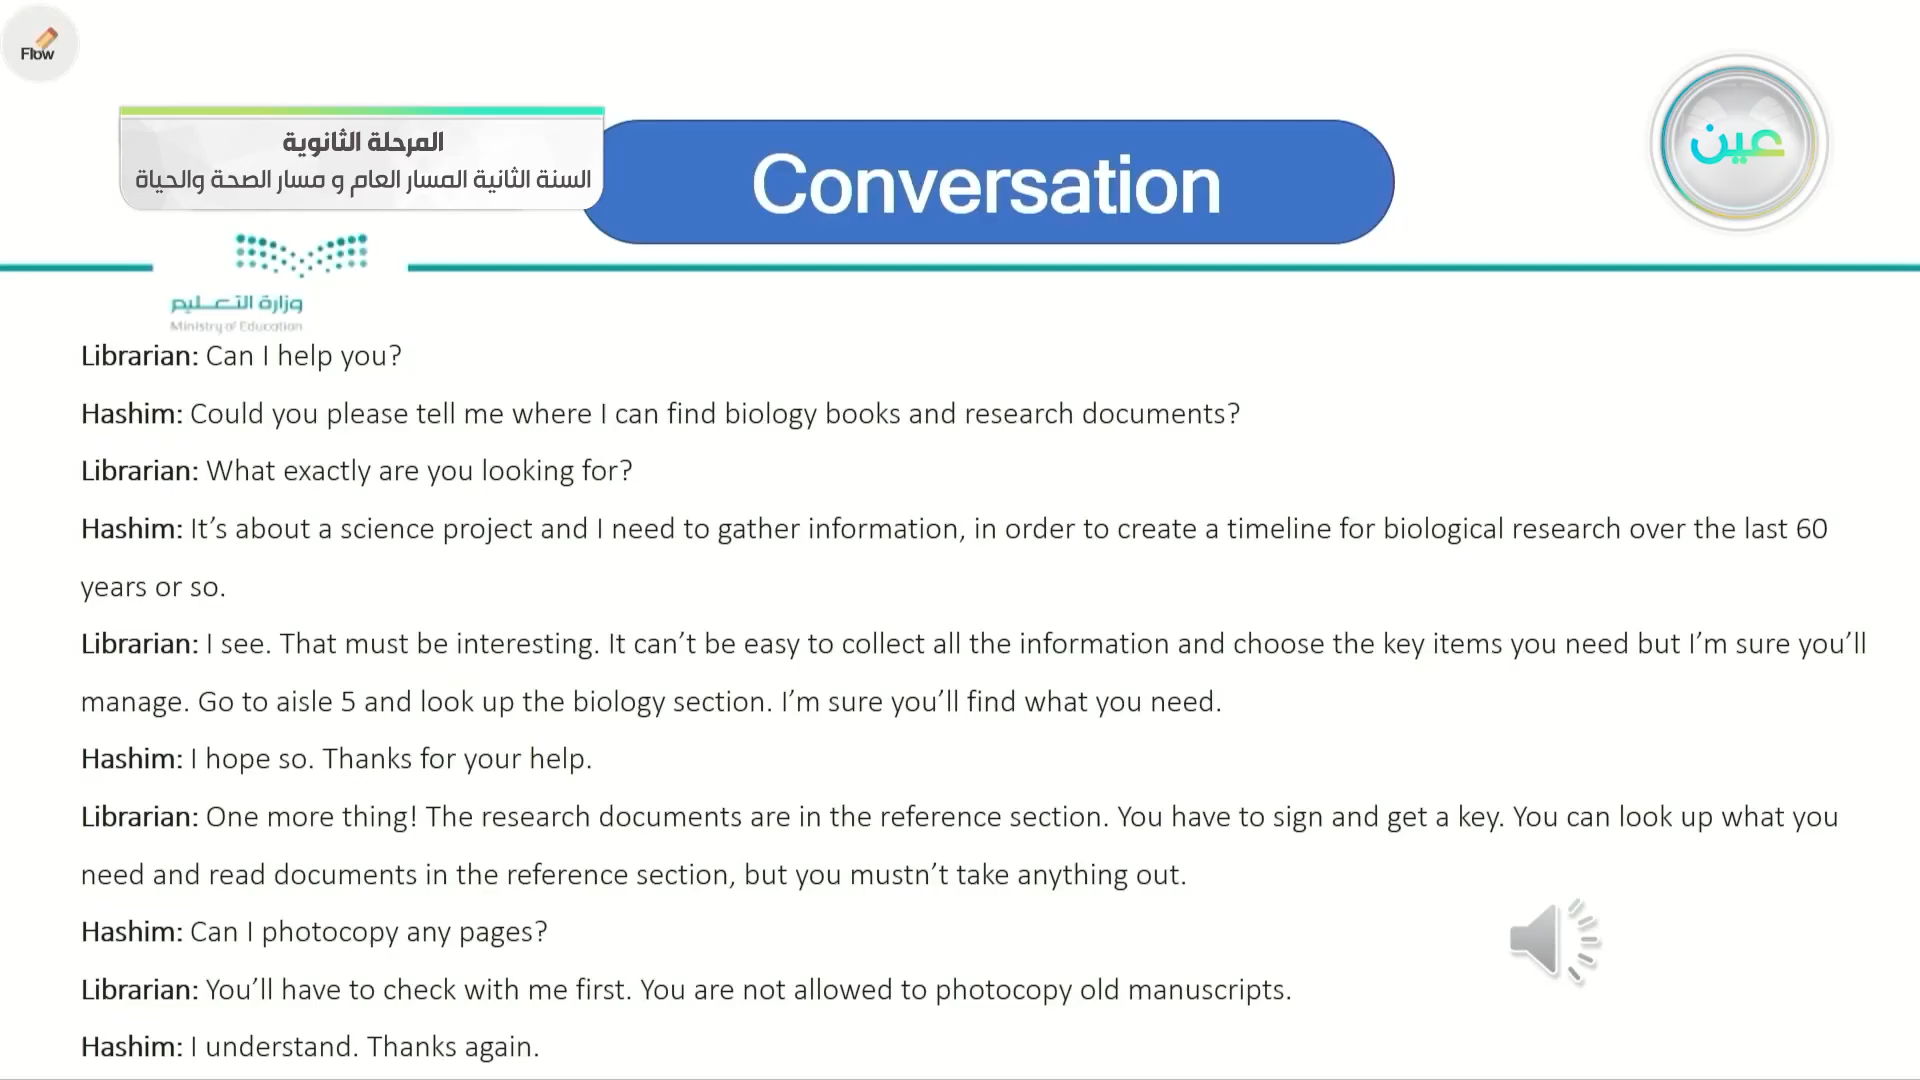 Flow
المرحلة الثانوية
السنة الثانية المسار العام و مسار الصحة والحياة
Conversation
عين
وزارة التعليم
Ministry of Education
Librarian: Can I help you?
Hashim: Could you please tell me where I can find biology books and research documents?
Librarian: What exactly are you looking for?
Hashim: It’s about a science project and I need to gather information, in order to create a timeline for biological research over the last 60
years or so.
Librarian: I see. That must be interesting. It can’t be easy to collect all the information and choose the key items you need but I’m sure you’ll
manage. Go to aisle 5 and look up the biology section. I’m sure you’ll find what you need.
Hashim: I hope so. Thanks for your help.
Librarian: One more thing! The research documents are in the reference section. You have to sign and get a key. You can look up what you
need and read documents in the reference section, but you mustn’t take anything out.
Hashim: Can I photocopy any pages?
Librarian: You’ll have to check with me first. You are not allowed to photocopy old manuscripts.
Hashim: I understand. Thanks again.